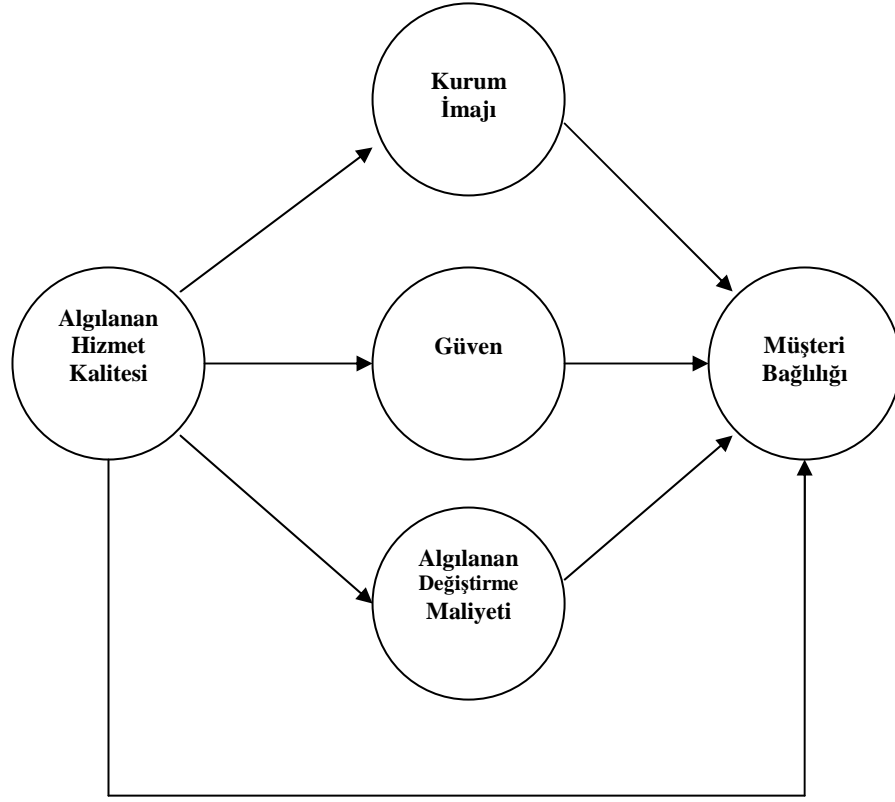 Kurum
İmajı
Algılanan
Hizmet
Kalitesi
Güven
Müşteri
Bağlılığı
Algılanan
Değiştirme
Maliyeti